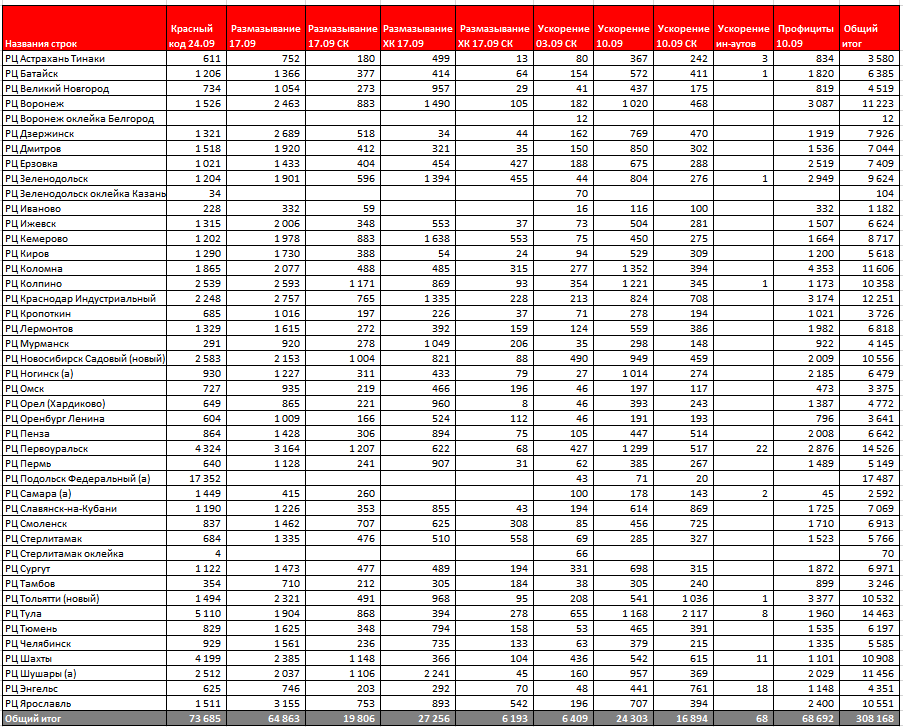 Названия строк Красный код 24.09 Размазывание 17.09 Размазывание 17.09 СК Размазывание ХК 17.09 Размазывание ХК 17.09 СК Ускорение 03.09 СК Ускорение 10.09 Ускорение 10.09 СК Ускорение ин-аутов Профициты 10.09 Общий итог
РЦ Астрахань Тинаки 611 752 180 499 13 80 367 242 3 834 3 580
РЦ Батайск 1 206 1 366 377 414 64 154 572 411 1 1 820 6 385
РЦ Великий Новгород 734 1 054 273 957 29 41 437 175 819 4 519
РЦ Воронеж 1 526 2 463 883 1 490 105 182 1 020 468 3 087 11 223
РЦ Воронеж оклейка Белгород 12 12
РЦ Дзержинск 1 321 2 689 518 34 44 162 769 470 1 919 7 926
РЦ Дмитров 1 518 1 920 412 321 35 150 850 302 1 536 7 044
РЦ Ерзовка 1 021 1 433 404 454 427 188 675 288 2 519 7 409
РЦ Зеленодольск 1 204 1 901 596 1 394 455 44 804 276 1 2 949 9 624
РЦ Зеленодольск оклейка Казань 34 70 104
РЦ Иваново 228 332 59 16 116 100 332 1 182
РЦ Ижевск 1 315 2 006 348 553 37 73 504 281 1 507 6 624
РЦ Кемерово 1 202 1 978 883 1 638 553 75 450 275 1 664 8 717
РЦ Киров 1 290 1 730 388 54 24 94 529 309 1 200 5 618
РЦ Коломна 1 865 2 077 488 485 315 277 1 352 394 4 353 11 606
РЦ Колпино 2 539 2 593 1 171 869 93 354 1 221 345 1 1 173 10 358
РЦ Краснодар Индустриальный 2 248 2 757 765 1 335 228 213 824 708 3 174 12 251
РЦ Кропоткин 685 1 016 197 226 37 71 278 194 1 021 3 726
РЦ Лермонтов 1 329 1 615 272 392 159 124 559 386 1 982 6 818
РЦ Мурманск 291 920 278 1 049 206 35 298 148 922 4 145
РЦ Новосибирск Садовый (новый) 2 583 2 153 1 004 821 88 490 949 459 2 009 10 556
РЦ Ногинск (а) 930 1 227 311 433 79 27 1 014 274 2 185 6 479
РЦ Омск 727 935 219 466 196 46 197 117 473 3 375
РЦ Орел (Хардиково) 649 865 221 960 8 46 393 243 1 387 4 772
РЦ Оренбург Ленина 604 1 009 166 524 112 46 191 193 796 3 641
РЦ Пенза 864 1 428 306 894 75 105 447 514 2 008 6 642
РЦ Первоуральск 4 324 3 164 1 207 622 68 427 1 299 517 22 2 876 14 526
РЦ Пермь 640 1 128 241 907 31 62 385 267 1 489 5 149
РЦ Подольск Федеральный (а) 17 352 43 71 20 17 487
РЦ Самара (а) 1 449 415 260 100 178 143 2 45 2 592
РЦ Славянск-на-Кубани 1 190 1 226 353 855 43 194 614 869 1 725 7 069
РЦ Смоленск 837 1 462 707 625 308 85 456 725 1 710 6 913
РЦ Стерлитамак 684 1 335 476 510 558 69 285 327 1 523 5 766
РЦ Стерлитамак оклейка 4 66 70
РЦ Сургут 1 122 1 473 477 489 194 331 698 315 1 872 6 971
РЦ Тамбов 354 710 212 305 184 38 305 240 899 3 246
РЦ Тольятти (новый) 1 494 2 321 491 968 95 208 541 1 036 1 3 377 10 532
РЦ Тула 5 110 1 904 868 394 278 655 1 168 2 117 8 1 960 14 463
РЦ Тюмень 829 1 625 348 794 158 53 465 391 1 535 6 197
РЦ Челябинск 929 1 561 236 735 133 63 379 215 1 335 5 585
РЦ Шахты 4 199 2 385 1 148 366 104 436 542 615 11 1 101 10 908
РЦ Шушары (а) 2 512 2 037 1 106 2 241 45 160 957 369 2 029 11 456
РЦ Энгельс 625 746 203 292 70 48 441 761 18 1 148 4 351
РЦ Ярославль 1 511 3 155 753 893 542 196 707 394 2 400 10 551
Общий итог 73 685 64 863 19 806 27 256 6 193 6 409 24 303 16 894 68 68 692 308 168